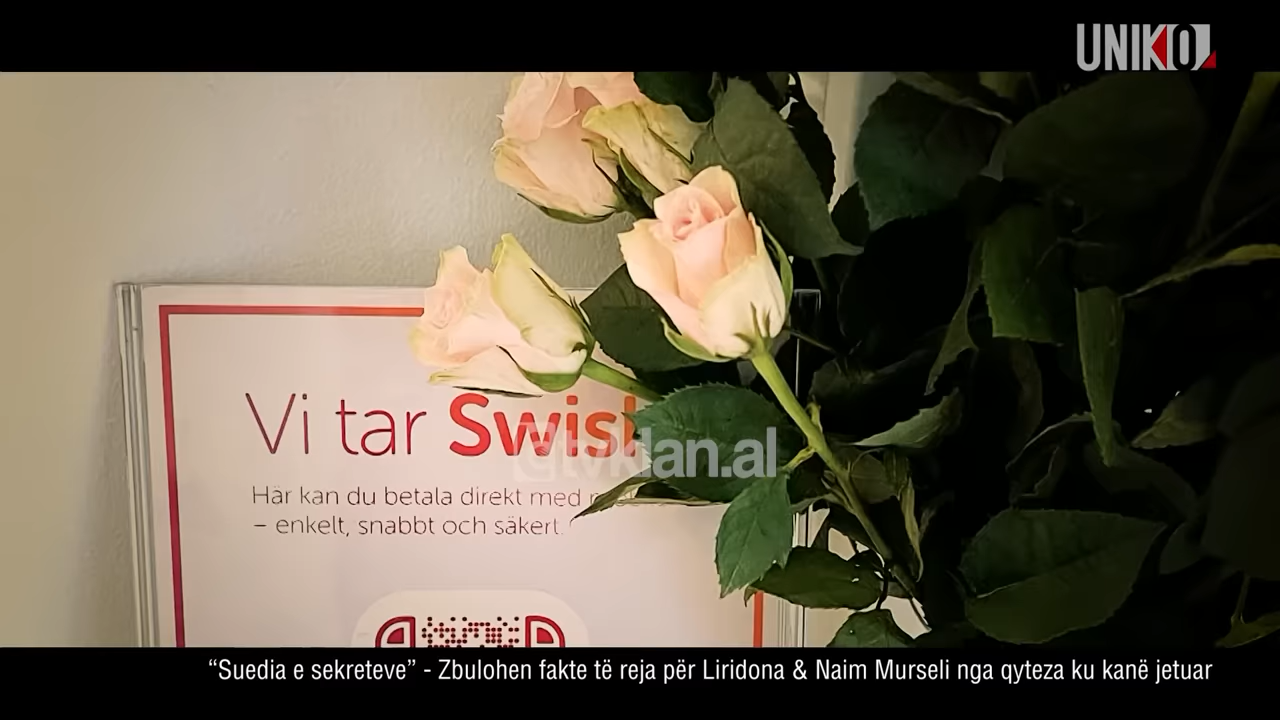 UNIKO
Vi tar Swish
tvklan.al
Här kan du betala direkt med
– enkelt, snabbt och säkert.
“Suedia e sekreteve” - Zbulohen fakte të reja për Liridona & Naim Murseli nga qyteza ku kanë jetuar